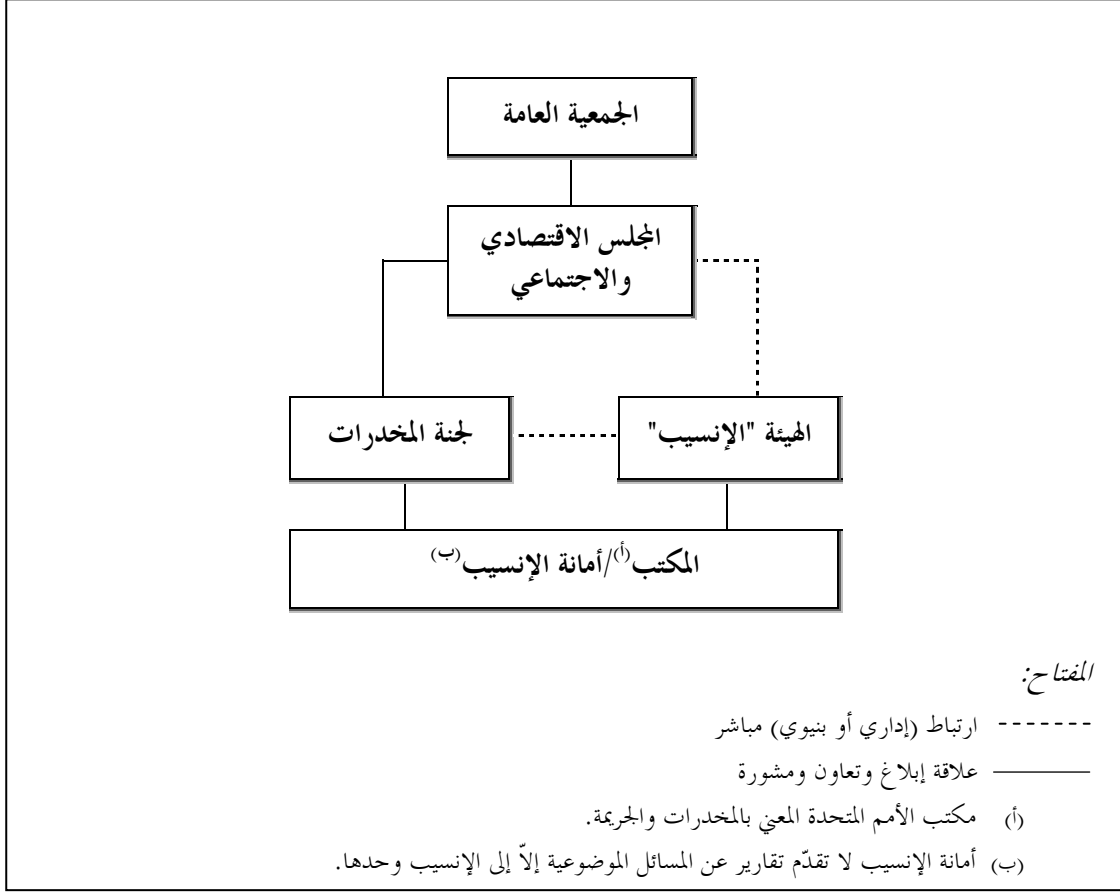 الجمعية العامة
المجلس الاقتصادي
والاجتماعي
الهيئة "الإنسيب"
لجنة المخدرات
المكتب(أ)/أمانة الإنسيب(ب)
المفتاح:
ارتباط (إداري أو بنيوي) مباشر
علاقة إبلاغ وتعاون ومشورة
(أ) مكتب الأمم المتحدة المعني بالمخدرات والجريمة.
(ب) أمانة الإنسيب لا تقدّم تقارير عن المسائل الموضوعية إلاّ إلى الإنسيب وحدها.